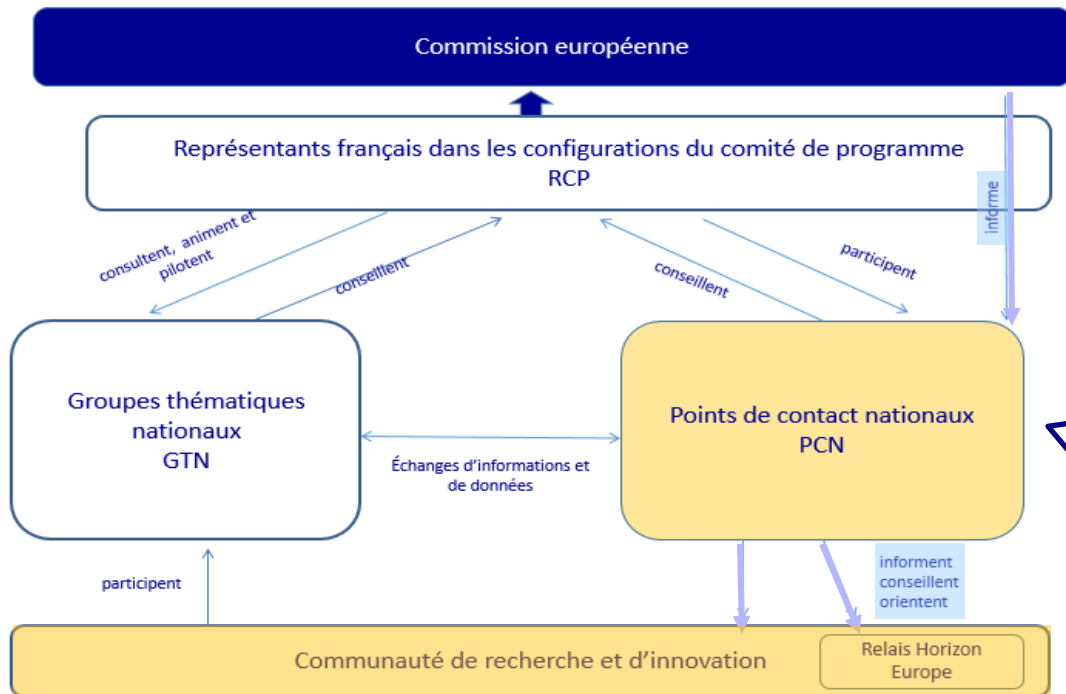 Commission européenne
Représentants français dans les configurations du comité de programme
RCP
informe
consultent, animent et
pilotent
conseillent
conseillent
participent
Groupes thématiques
nationaux
GTN
Points de contact nationaux
PCN
Échanges d'informations et
de données
participent
informent
conseillent
orientent
Communauté de recherche et d'innovation
Relais Horizon
Europe